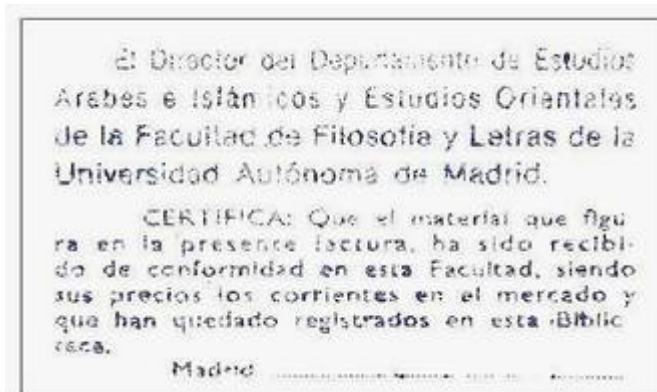 El Director del Departamento de Estudios
Arabes e Islámicos y Estudios Orientales
de la Facultad de Filosofía y Letras de la
Universidad Autónoma de Madrid.
CERTIFICA: Que el material que figu
ra en la presente factura, ha sido recibi-
do de conformidad en esta Facultad, siendo
sus precios los corrientes en el mercado y
que han quedado registrados en esta Biblio
teca.
Madrid